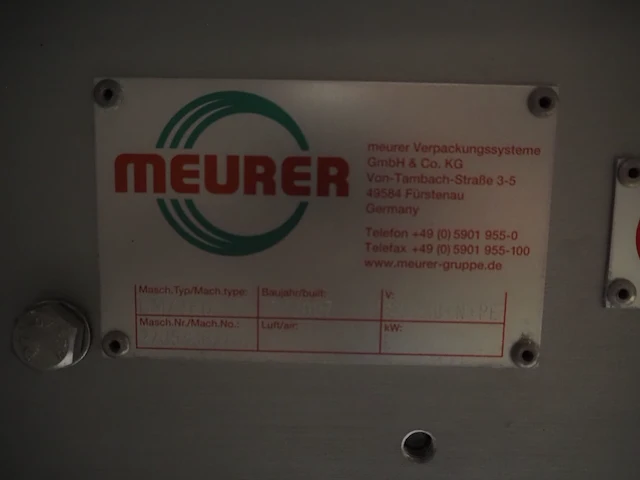 MEURER
meurer Verpackungssysteme
GmbH & Co. KG
Von-Tambach-Straße 3-5
49584 Fürstenau
Germany
Telefon +49 (0) 5901 955-0
Telefax +49 (0) 5901 955-100
www.meurer-gruppe.de
Masch.Typ/Mach.type: Baujahr/built: V:
Masch.Nr/Mach.No.: Luft/air: kW: